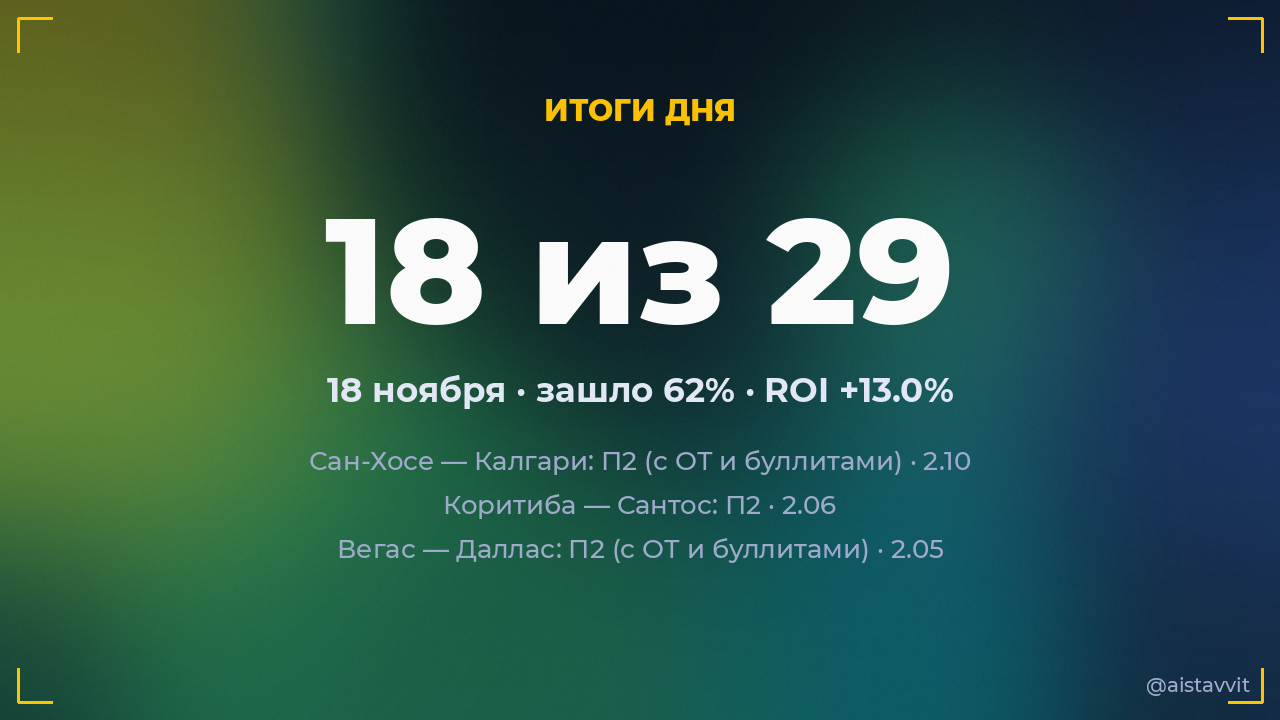 ИТОГИ ДНЯ
18 из 29
18 ноября · зашло 62% · ROI +13.0%
Сан-Хосе — Калгари: П2 (с ОТ и буллитами) · 2.10
Коритиба — Сантос: П2 · 2.06
Вегас — Даллас: П2 (с ОТ и буллитами) · 2.05
@aistavvit